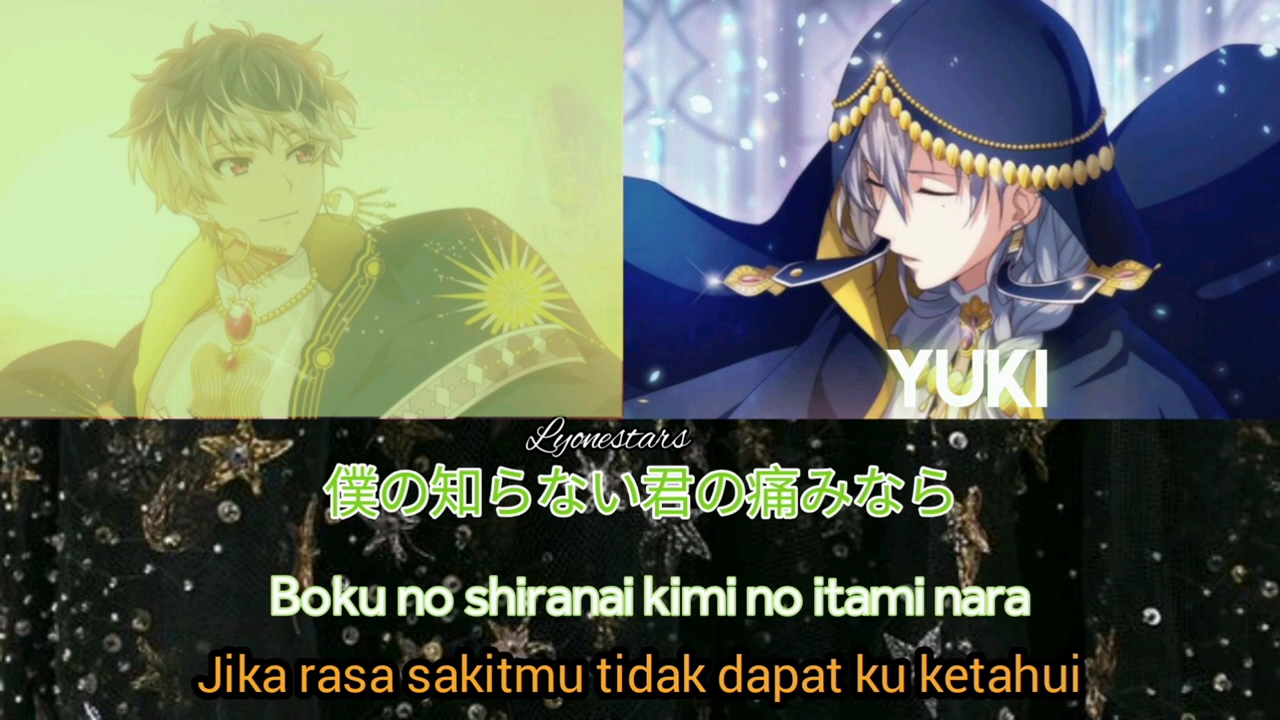 YUKI
Lyonestars
僕の知らない君の痛みなら
Boku no shiranai kimi no itami nara
Jika rasa sakitmu tidak dapat ku ketahui